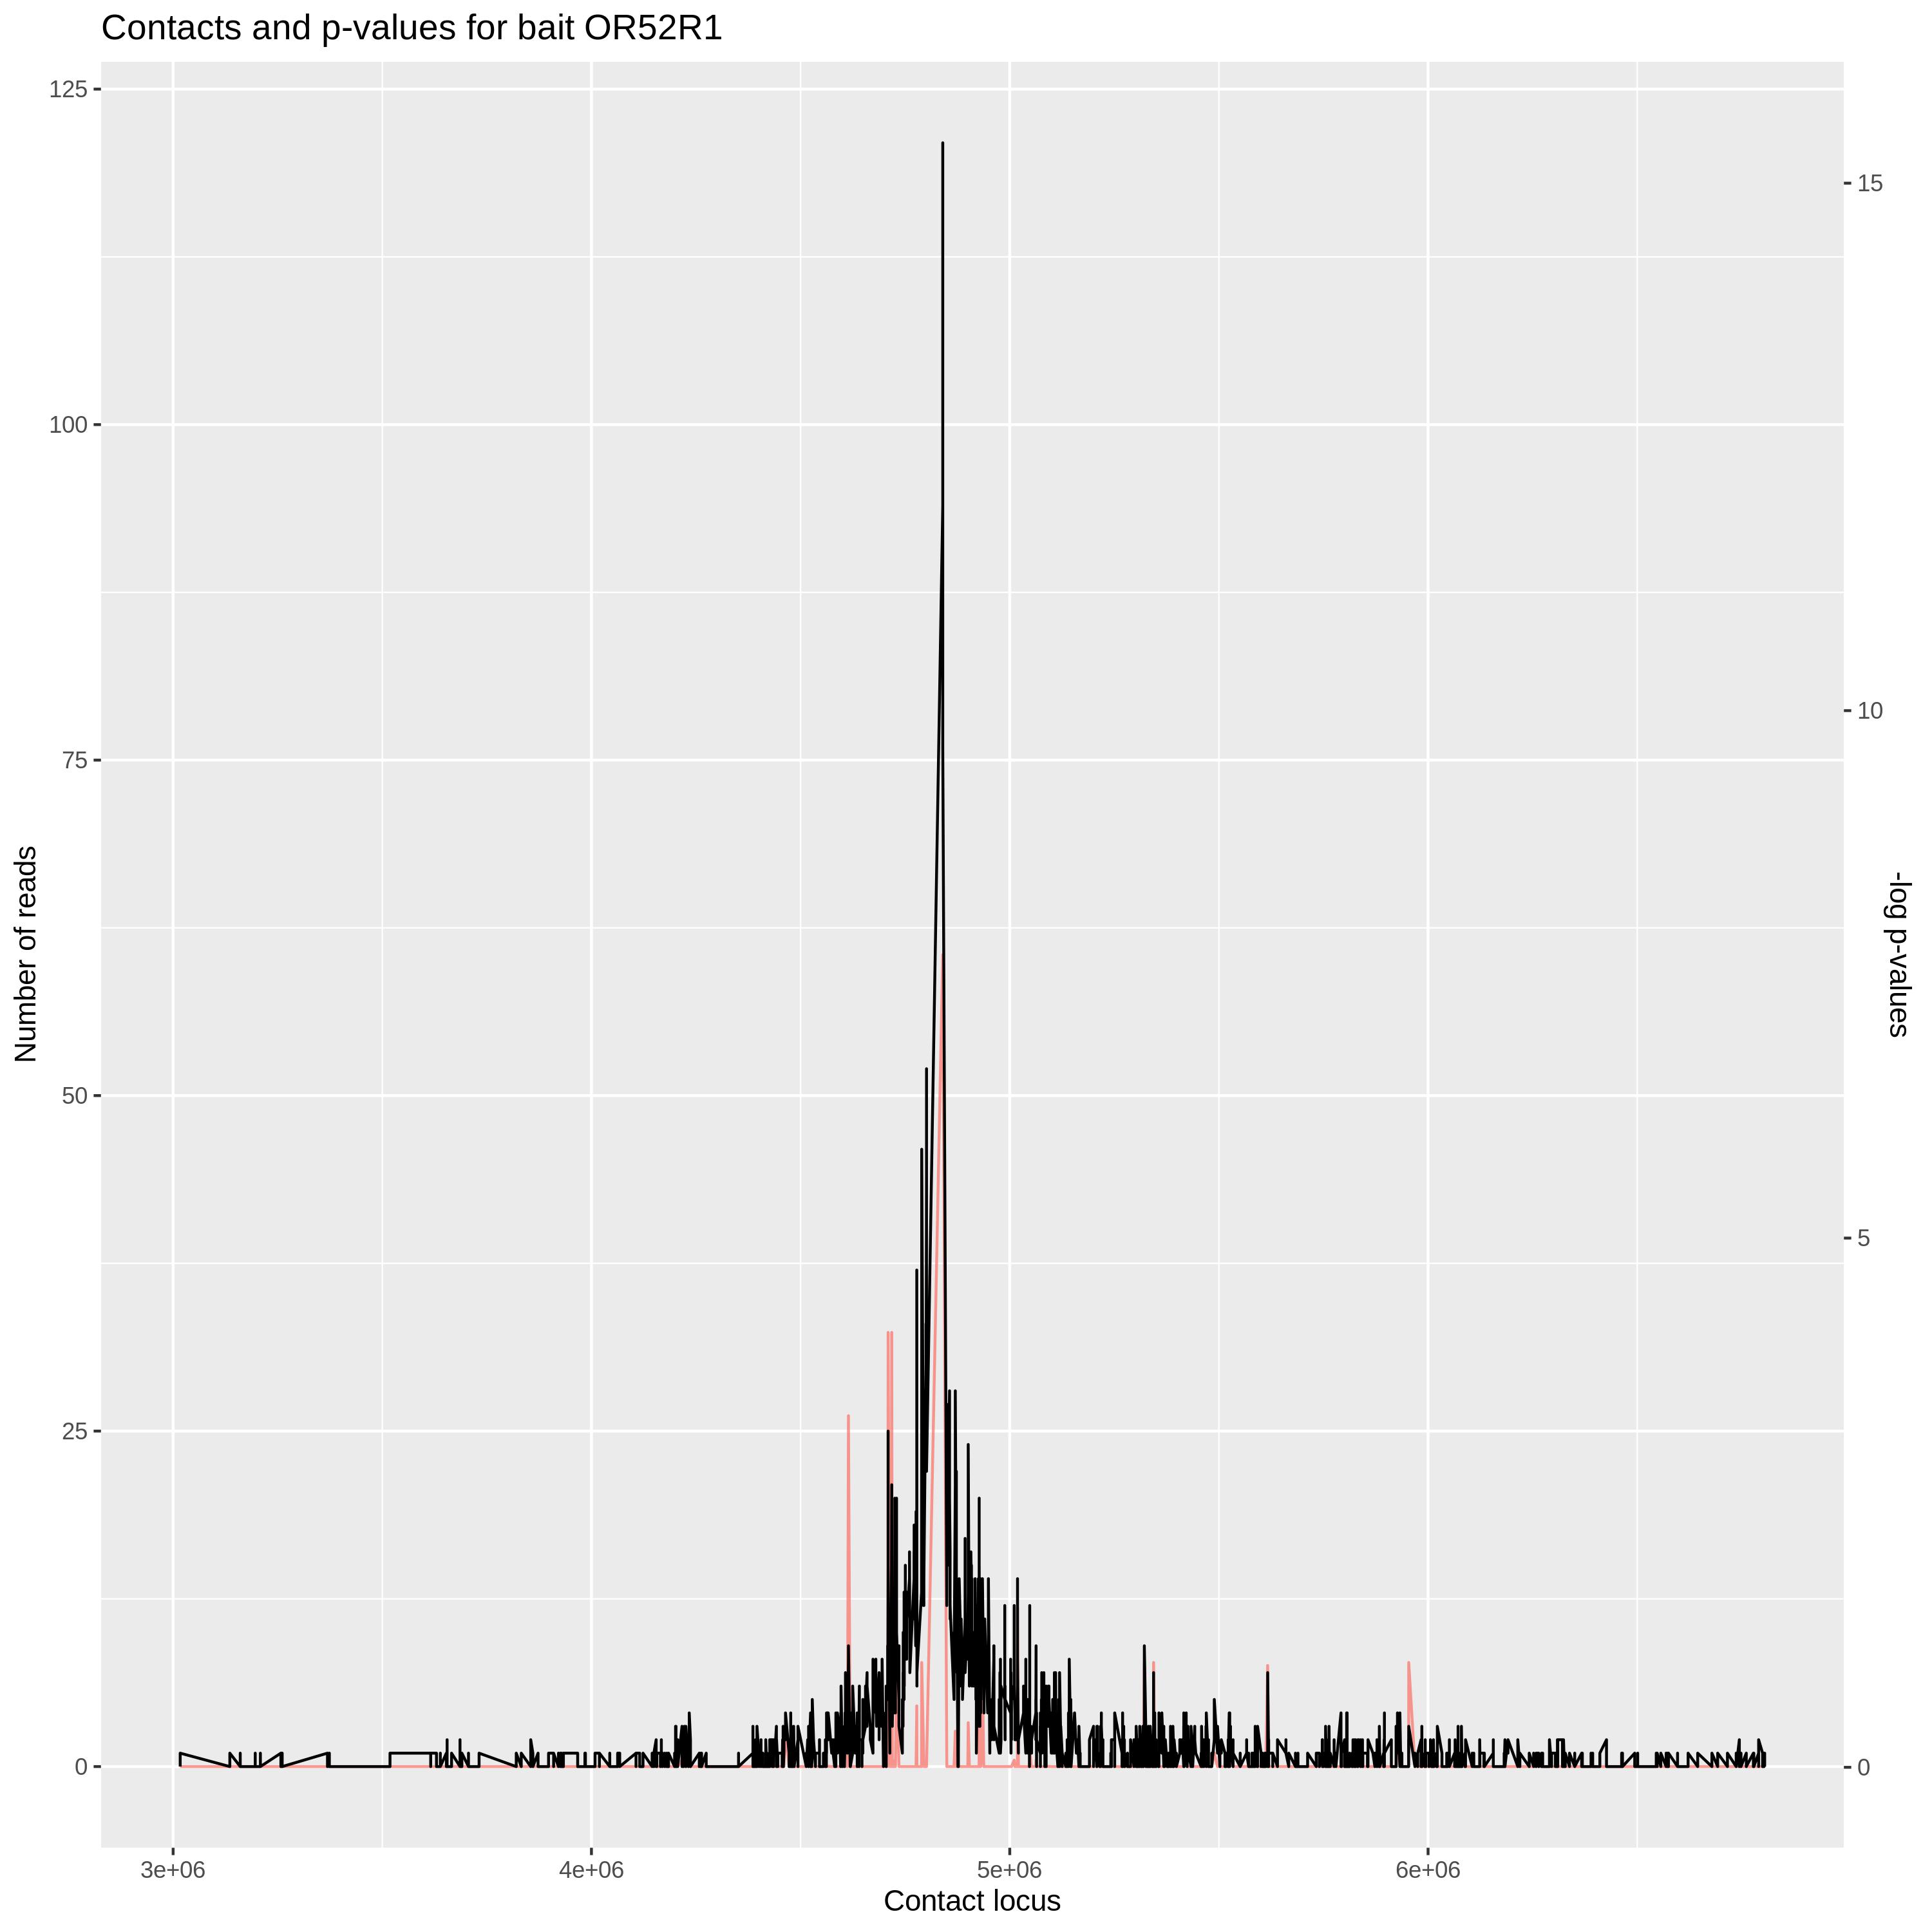 Contacts and p-values for bait OR52R1
125
100
75
50
25
0
Number of reads
15
10
5
0
-log p-values
3e+06 4e+06 5e+06 6e+06
Contact locus